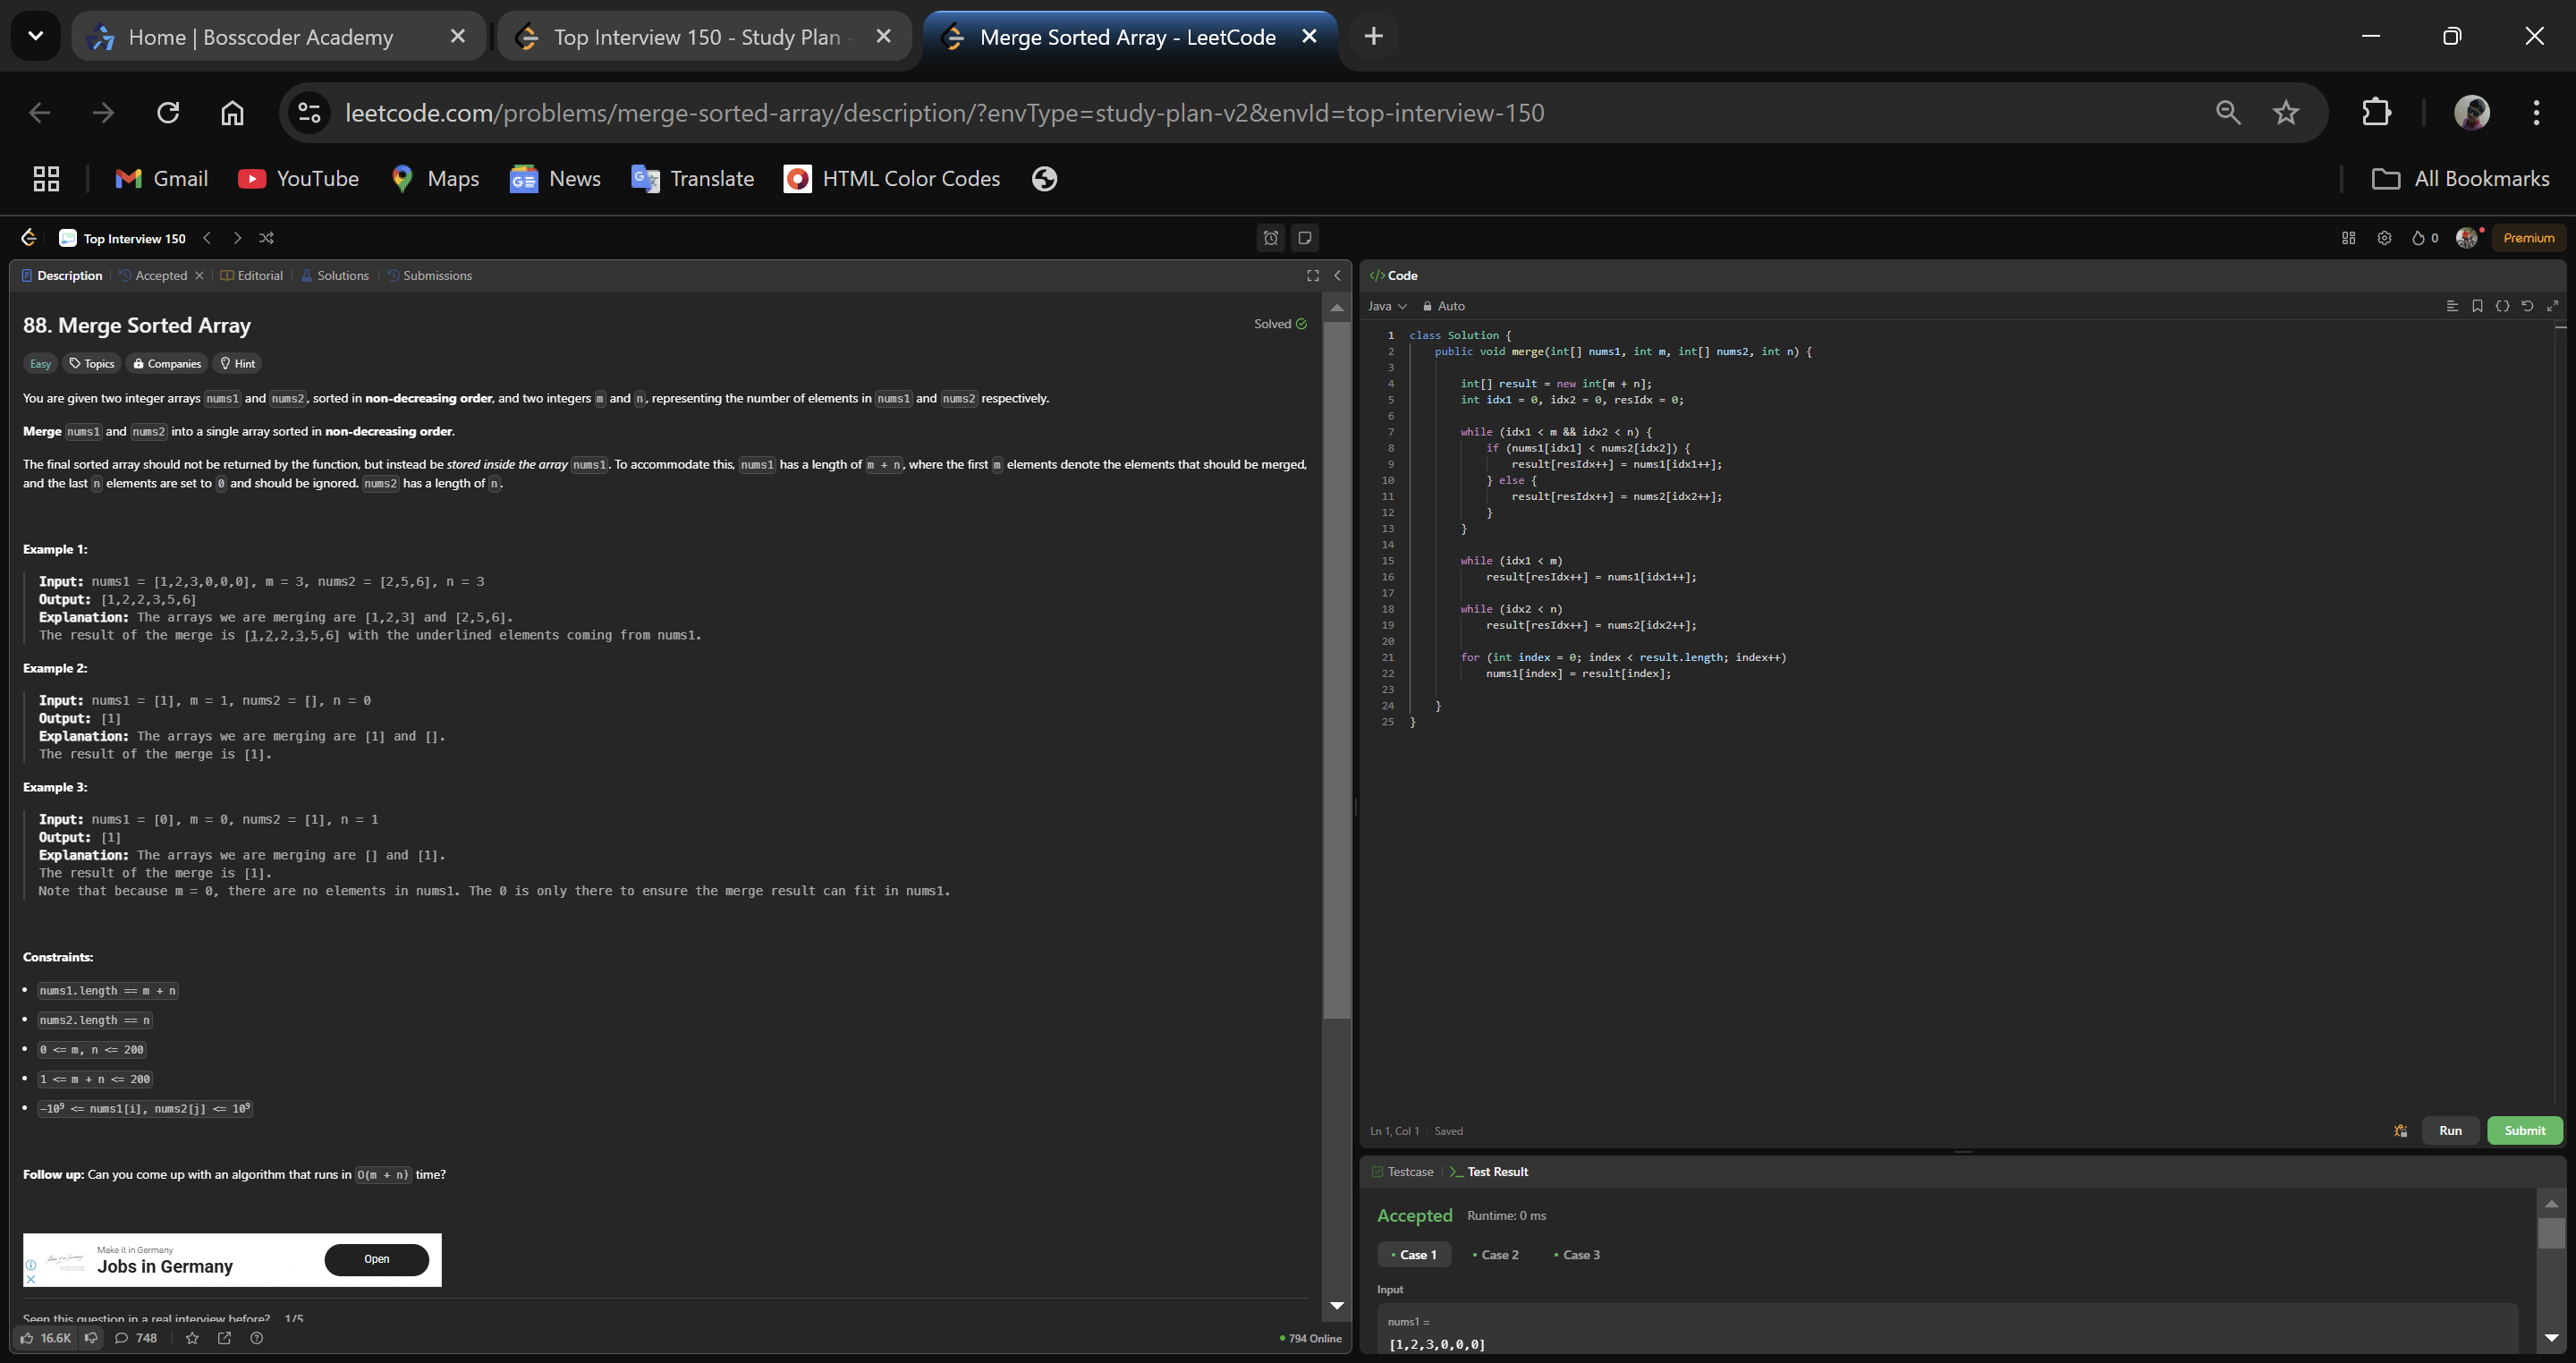 Home | Bosscoder Academy
Top Interview 150 - Study Plan -
Merge Sorted Array - LeetCode
leetcode.com/problems/merge-sorted-array/description/?envType=study-plan-v2&envId=top-interview-150
Gmail YouTube Maps News Translate HTML Color Codes All Bookmarks
Top Interview 150
0 Premium
Description Accepted Editorial Solutions Submissions
88. Merge Sorted Array
Solved
Easy Topics Companies Hint
You are given two integer arrays nums1 and nums2, sorted in non-decreasing order, and two integers m and n, representing the number of elements in nums1 and nums2 respectively.
Merge nums1 and nums2 into a single array sorted in non-decreasing order.
The final sorted array should not be returned by the function, but instead be stored inside the array nums1. To accommodate this, nums1 has a length of m + n, where the first m elements denote the elements that should be merged,
and the last n elements are set to 0 and should be ignored. nums2 has a length of n.
Example 1:
Input: nums1 = [1,2,3,0,0,0], m = 3, nums2 = [2,5,6], n = 3
Output: [1,2,2,3,5,6]
Explanation: The arrays we are merging are [1,2,3] and [2,5,6].
The result of the merge is [1,2,2,3,5,6] with the underlined elements coming from nums1.
Example 2:
Input: nums1 = [1], m = 1, nums2 = [], n = 0
Output: [1]
Explanation: The arrays we are merging are [1] and [].
The result of the merge is [1].
Example 3:
Input: nums1 = [0], m = 0, nums2 = [1], n = 1
Output: [1]
Explanation: The arrays we are merging are [] and [1].
The result of the merge is [1].
Note that because m = 0, there are no elements in nums1. The 0 is only there to ensure the merge result can fit in nums1.
Constraints:
• nums1.length == m + n
• nums2.length == n
• 0 <= m, n <= 200
• 1 <= m + n <= 200
• -10⁹ <= nums1[i], nums2[j] <= 10⁹
Follow up: Can you come up with an algorithm that runs in O(m + n) time?
Make it in Germany
Jobs in Germany
Open
Seen this question in a real interview before? 1/5
16.6K 748
794 Online
</> Code
Java Auto
1 class Solution {
2 public void merge(int[] nums1, int m, int[] nums2, int n) {
3
4 int[] result = new int[m + n];
5 int idx1 = 0, idx2 = 0, resIdx = 0;
6
7 while (idx1 < m && idx2 < n) {
8 if (nums1[idx1] < nums2[idx2]) {
9 result[resIdx++] = nums1[idx1++];
10 } else {
11 result[resIdx++] = nums2[idx2++];
12 }
13 }
14
15 while (idx1 < m)
16 result[resIdx++] = nums1[idx1++];
17
18 while (idx2 < n)
19 result[resIdx++] = nums2[idx2++];
20
21 for (int index = 0; index < result.length; index++)
22 nums1[index] = result[index];
23
24 }
25 }
Ln 1, Col 1 Saved
Run Submit
Testcase >_ Test Result
Accepted Runtime: 0 ms
• Case 1 • Case 2 • Case 3
Input
nums1 =
[1,2,3,0,0,0]